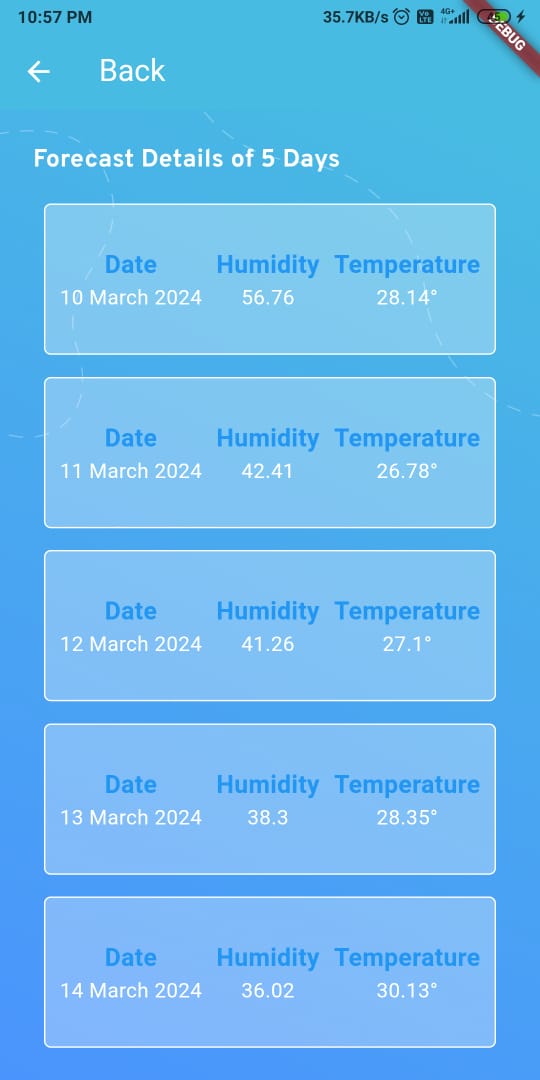 10:57 PM 35.7KB/s Vo LTE 4G+ 45
DEBUG
Back
Forecast Details of 5 Days
Date Humidity Temperature
10 March 2024 56.76 28.14°
Date Humidity Temperature
11 March 2024 42.41 26.78°
Date Humidity Temperature
12 March 2024 41.26 27.1°
Date Humidity Temperature
13 March 2024 38.3 28.35°
Date Humidity Temperature
14 March 2024 36.02 30.13°